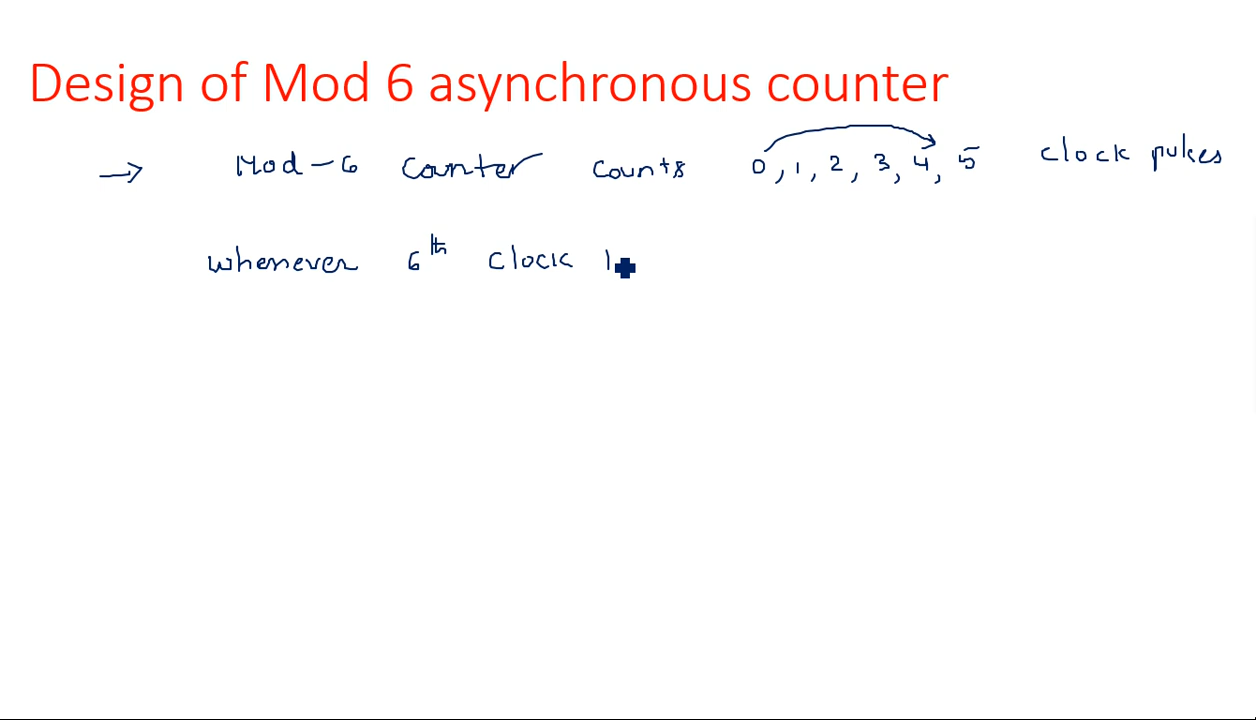 Design of Mod 6 asynchronous counter
→ Mod-6 counter counts 0, 1, 2, 3, 4, 5 clock pulses
whenever 6th clock